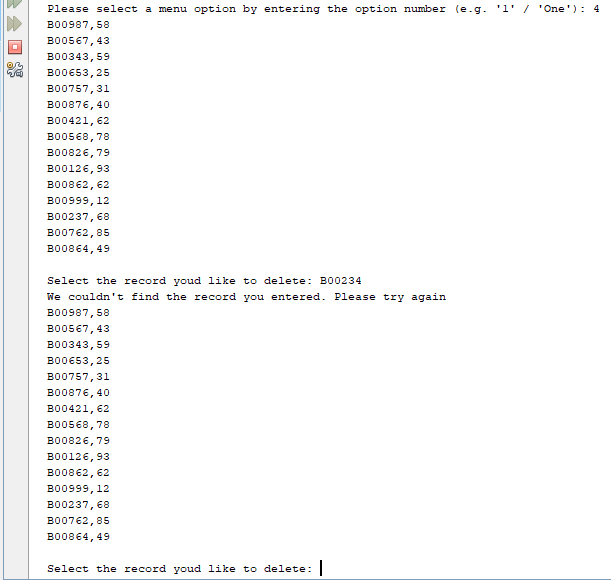 Please select a menu option by entering the option number (e.g. '1' / 'One'): 4
B00987,58
B00567,43
B00343,59
B00653,25
B00757,31
B00876,40
B00421,62
B00568,78
B00826,79
B00126,93
B00862,62
B00999,12
B00237,68
B00762,85
B00864,49
Select the record youd like to delete: B00234
We couldn't find the record you entered. Please try again
B00987,58
B00567,43
B00343,59
B00653,25
B00757,31
B00876,40
B00421,62
B00568,78
B00826,79
B00126,93
B00862,62
B00999,12
B00237,68
B00762,85
B00864,49
Select the record youd like to delete: